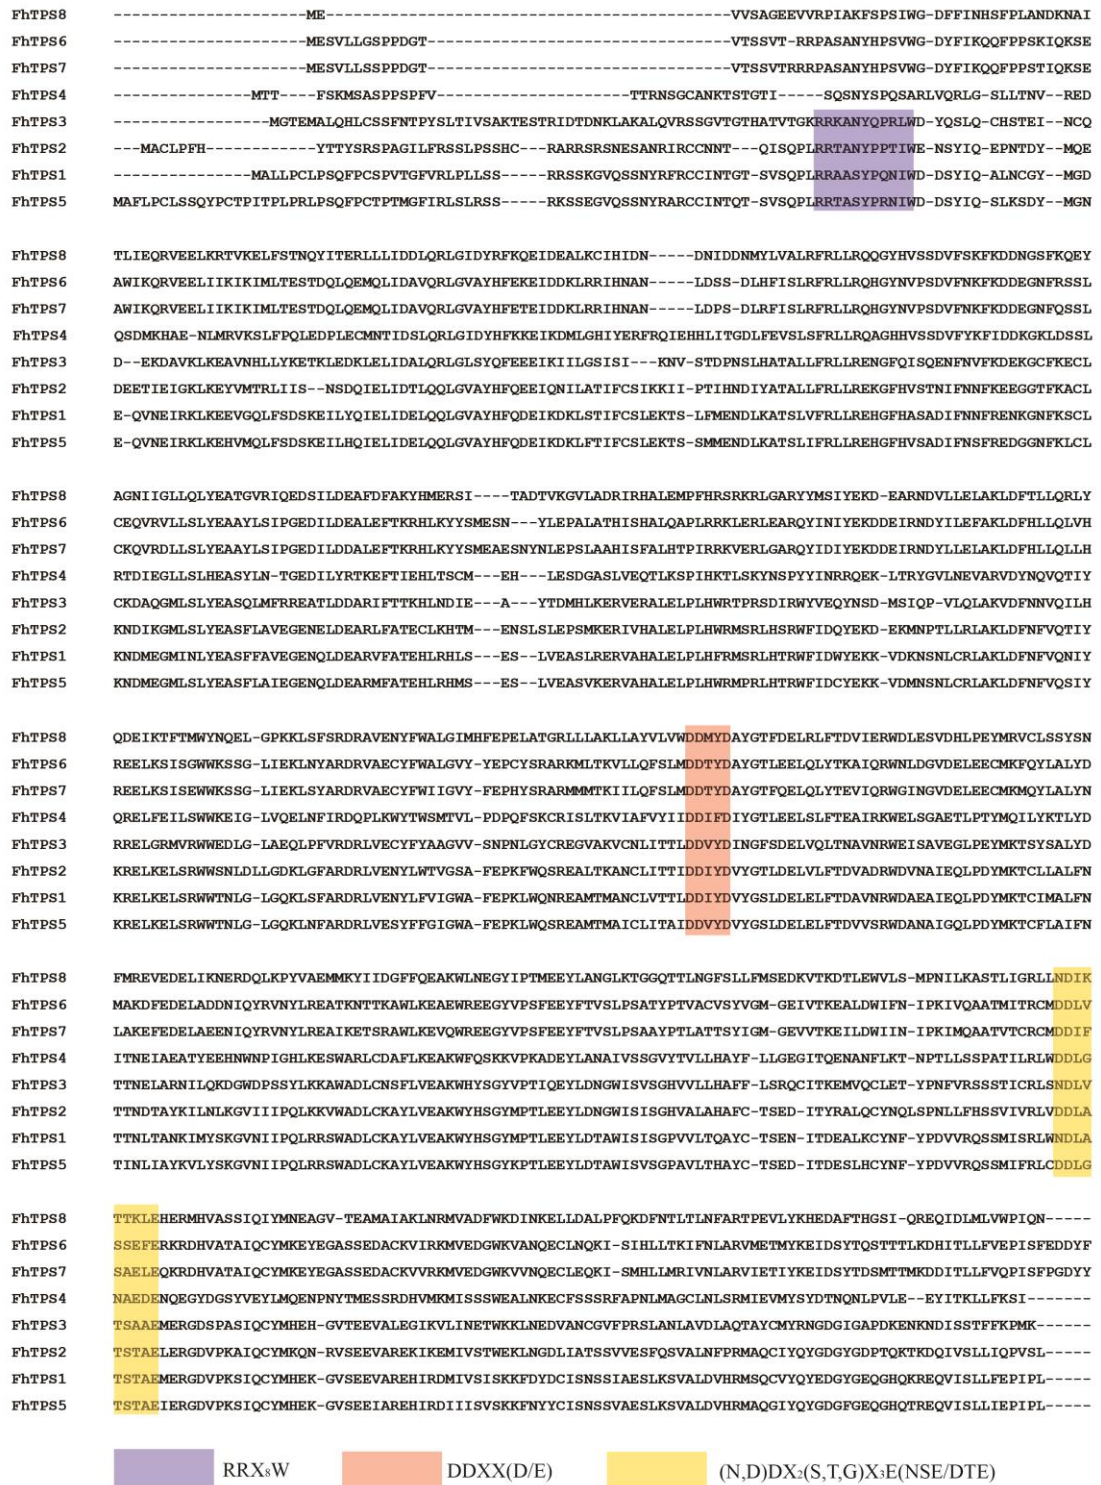 FhTPS8 ----------------------ME----------------------------------------------VVSAGEEVVRPIAKFSPSIWG-DFFINHSFPLANDKNAI
FhTPS6 ----------------------MESVLLGSPPDGT-----------------------------------VTSSVT-RRPASANYHPSVWG-DYFIKQQFPPSKIQKSE
FhTPS7 ----------------------MESVLLSSPPDGT-----------------------------------VTSSVTRRRPASANYHPSVWG-DYFIKQQFPPSTIQKSE
FhTPS4 ----------------MTT----FSKMSASPPSPFV----------------------TTRNSGCANKTSTGTI-----SQSNYSPQSARLVQRLG-SLLTNV--RED
FhTPS3 ------------------MGTEMALQHLCSSFNTPYSLTIVSAKTESTRIDTDNKLAKALQVRSSGVTGTHATVTGKRRKANYQPRLWD-YQSLQ-CHSTEI--NCQ
FhTPS2 ---MACLPFH-------------YTTYSRSPAGILFRSSLPSSHC---RARRSRSNESANRIRCCNNT---QISQPLRRTANYPPTIWE-NSYIQ-EPNTDY--MQE
FhTPS1 ----------------MALLPCLPSQFPCSPVTGFVRLPLLSS-----RRSSKGVQSSNYRFRCCINTGT-SVSQPLRRAASYPQNIWD-DSYIQ-ALNCGY--MGD
FhTPS5 MAFLPCLSSQYPCTPITPLPRLPSQFPCTPTMGFIRLSLRSS------RKSSEGVQSSNYRARCCINTQT-SVSQPLRRTASYPRNIWD-DSYIQ-SLKSDY--MGN
FhTPS8 TLIEQRVEELKRTVKELFSTNQYITERLLLIDDLQRLGIDYRFKQEIDEALKCIHIDN-----DNIDDNMYLVALRFRLLRQQGYHVSSDVFSKFKDDNGSFKQEY
FhTPS6 AWIKQRVEELIIKIKIMLTESTDQLQEMQLIDAVQRLGVAYHFEKEIDDKLRRIHNAN-----LDSS-DLHFISLRFRLLRQHGYNVPSDVFNKFKDDEGNFRSSL
FhTPS7 AWIKQRVEELIIKIKIMLTESTDQLQEMQLIDAVQRLGVAYHFETEIDDKLRRIHNAN-----LDPS-DLRFISLRFRLLRQHGYNVPSDVFNKFKDDEGNFQSSL
FhTPS4 QSDMKHAE-NLMRVKSLFPQLEDPLECMNTIDSLQRLGIDYHFKKEIKDMLGHIYERFRQIEHHLITGDLFEVSLSFRLLRQAGHHVSSDVFYKFIDDKGKLDSSL
FhTPS3 D--EKDAVKLKEAVNHLLYKETKLEDKLELIDALQRLGLSYQFEEEIKIILGSISI---KNV-STDPNSLHATALLFRLLRENGFQISQENFNVFKDEKGCFKECL
FhTPS2 DEETIEIGKLKEYVMTRLIIS--NSDQIELIDTLQQLGVAYHFQEEIQNILATIFCSIKKII-PTIHNDIYATALLFRLLREKGFHVSTNIFNNFKEEGGTFKACL
FhTPS1 E-QVNEIRKLKEEVGQLFSDSKEILYQIELIDELQQLGVAYHFQDEIKDKLSTIFCSLEKTS-LFMENDLKATSLVFRLLREHGFHASADIFNNFRENKGNFKSCL
FhTPS5 E-QVNEIRKLKEHVMQLFSDSKEILHQIELIDELQQLGVAYHFQDEIKDKLFTIFCSLEKTS-SMMENDLKATSLIFRLLREHGFHVSADIFNSFREDGGNFKLCL
FhTPS8 AGNIIGLLQLYEATGVRIQEDSILDEAFDFAKYHMERSI----TADTVKGVLADRIRHALEMPFHRSRKRLGARYYMSIYEKD-EARNDVLLELAKLDFTLLQRLY
FhTPS6 CEQVRVLLSLYEAAYLSIPGEDILDEALEFTKRHLKYYSMESN---YLEPALATHISHALQAPLRRKLERLEARQYINIYEKDDEIRNDYILEFAKLDFHLLQLVH
FhTPS7 CKQVRDLLSLYEAAYLSIPGEDILDDALEFTKRHLKYYSMEAESNYNLEPSLAAHISFALHTPIRRKVERLGARQYIDIYEKDDEIRNDYLLELAKLDFHLLQLLH
FhTPS4 RTDIEGLLSLHEASYLN-TGEDILYRTKEFTIEHLTSCM---EH---LESDGASLVEQTLKSPIHKTLSKYNSPYYINRRQEK-LTRYGVLNEVARVDYNQVQTIY
FhTPS3 CKDAQGMLSLYEASQLMFRREATLDDARIFTTKHLNDIE---A---YTDMHLKERVERALELPLHWRTPRSDIRWYVEQYNSD-MSIQP-VLQLAKVDFNNVQILH
FhTPS2 KNDIKGMLSLYEASFLAVEGENELDEARLFATECLKHTM---ENSLSLEPSMKERIVHALELPLHWRMSRLHSRWFIDQYEKD-EKMNPTLLRLAKLDFNFVQTIY
FhTPS1 KNDMEGMINLYEASFFAVEGENQLDEARVFATEHLRHLS---ES--LVEASLRERVAHALELPLHFRMSRLHTRWFIDWYEKK-VDKNSNLCRLAKLDFNFVQNIY
FhTPS5 KNDMEGMLSLYEASFLAIEGENQLDEARMFATEHLRHMS---ES--LVEASVKERVAHALELPLHWRMPRLHTRWFIDCYEKK-VDMNSNLCRLAKLDFNFVQSIY
FhTPS8 QDEIKTFTMWYNQEL-GPKKLSFSRDRAVENYFWALGIMHFEPELATGRLLLAKLLAYVLVWDDMYDAYGTFDELRLFTDVIERWDLESVDHLPEYMRVCLSSYSN
FhTPS6 REELKSISGWWKSSG-LIEKLNYARDRVAECYFWALGVY-YEPCYSRARKMLTKVLLQFSLMDDTYDAYGTLEELQLYTKAIQRWNLDGVDELEECMKFQYLALYD
FhTPS7 REELKSISEWWKSSG-LIEKLSYARDRVAECYFWIIGVY-FEPHYSRARMMMTKIILQFSLMDDTYDAYGTFQELQLYTEVIQRWGINGVDELEECMKMQYLALYN
FhTPS4 QRELFEILSWWKEIG-LVQELNFIRDQPLKWYTWSMTVL-PDPQFSKCRISLTKVIAFVYIIDDIFDIYGTLEELSLFTEAIRKWELSGAETLPTYMQILYKTLYD
FhTPS3 RRELGRMVRWWEDLG-LAEQLPFVRDRLVECYFYAAGVV-SNPNLGYCREGVAKVCNLITTLDDVYDINGFSDELVQLTNAVNRWEISAVEGLPEYMKTSYSALYD
FhTPS2 KRELKELSRWWSNLDLLGDKLGFARDRLVENYLWTVGSA-FEPKFWQSREALTKANCLITTIDDIYDVYGTLDELVLFTDVADRWDVNAIEQLPDYMKTCLLALFN
FhTPS1 KRELKELSRWWTNLG-LGQKLSFARDRLVENYLFVIGWA-FEPKLWQNREAMTMANCLVTTLDDIYDVYGSLDELELFTDAVNRWDAEAIEQLPDYMKTCIMALFN
FhTPS5 KRELKELSRWWTNLG-LGQKLNFARDRLVESYFFGIGWA-FEPKLWQSREAMTMAICLITAIDDVYDVYGSLDELELFTDVVSRWDANAIGQLPDYMKTCFLAIFN
FhTPS8 FMREVEDELIKNERDQLKPYVAEMMKYIIDGFFQEAKWLNEGYIPTMEEYLANGLKTGGQTTLNGFSLLFMSEDKVTKDTLEWVLS-MPNILKASTLIGRLLNDIK
FhTPS6 MAKDFEDELADDNIQYRVNYLREATKNTTKAWLKEAEWREEGYVPSFEEYFTVSLPSATYPTVACVSYVGM-GEIVTKEALDWIFN-IPKIVQAATMITRCMDDLV
FhTPS7 LAKEFEDELAEENIQYRVNYLREAIKETSRAWLKEVQWREEGYVPSFEEYFTVSLPSAAYPTLATTSYIGM-GEVVTKEILDWIIN-IPKIMQAATVTCRCMDDIF
FhTPS4 ITNEIAEATYEEHNWNPIGHLKESWARLCDAFLKEAKWFQSKKVPKADEYLANAIVSSGVYTVLLHAYF-LLGEGITQENANFLKT-NPTLLSSPATILRLWDDLG
FhTPS3 TTNELARNILQKDGWDPSSYLKKAWADLCNSFLVEAKWHYSGYVPTIQEYLDNGWISVSGHVVLLHAFF-LSRQCITKEMVQCLET-YPNFVRSSSTICRLSNDLV
FhTPS2 TTNDTAYKILNLKGVIIIPQLKKVWADLCKAYLVEAKWYHSGYMPTLEEYLDNGWISISGHVALAHAFC-TSED-ITYRALQCYNQLSPNLLFHSSVIVRLVDDLA
FhTPS1 TTNLTANKIMYSKGVNIIPQLRRSWADLCKAYLVEAKWYHSGYMPTLEEYLDTAWISISGPVVLTQAYC-TSEN-ITDEALKCYNF-YPDVVRQSSMISRLWNDLA
FhTPS5 TINLIAYKVLYSKGVNIIPQLRRSWADLCKAYLVEAKWYHSGYKPTLEEYLDTAWISVSGPAVLTHAYC-TSED-ITDESLHCYNF-YPDVVRQSSMIFRLCDDLG
FhTPS8 TTKLEHERMHVASSIQIYMNEAGV-TEAMAIAKLNRMVADFWKDINKELLDALPFQKDFNTLTLNFARTPEVLYKHEDAFTHGSI-QREQIDLMLVWPIQN-----
FhTPS6 SSEFERKRDHVATAIQCYMKEYEGASSEDACKVIRKMVEDGWKVANQECLNQKI-SIHLLTKIFNLARVMETMYKEIDSYTQSTTTLKDHITLLFVEPISFEDDYF
FhTPS7 SAELEQKRDHVATAIQCYMKEYEGASSEDACKVVRKMVEDGWKVVNQECLEQKI-SMHLLMRIVNLARVIETIYKEIDSYTDSMTTMKDDITLLFVQPISFPGDYY
FhTPS4 NAEDENQEGYDGSYVEYLMQENPNYTMESSRDHVMKMISSSWEALNKECFSSSRFAPNLMAGCLNLSRMIEVMYSYDTNQNLPVLE--EYITKLLFKSI-------
FhTPS3 TSAAEMERGDSPASIQCYMHEH-GVTEEVALEGIKVLINETWKKLNEDVANCGVFPRSLANLAVDLAQTAYCMYRNGDGIGAPDKENKNDISSTFFKPMK------
FhTPS2 TSTAELERGDVPKAIQCYMKQN-RVSEEVAREKIKEMIVSTWEKLNGDLIATSSVVESFQSVALNFPRMAQCIYQYGDGYGDPTQKTKDQIVSLLIQPVSL-----
FhTPS1 TSTAEMERGDVPKSIQCYMHEK-GVSEEVAREHIRDMIVSISKKFDYDCISNSSIAESLKSVALDVHRMSQCVYQYEDGYGEQGHQKREQVISLLFEPIPL-----
FhTPS5 TSTAEIERGDVPKSIQCYMHEK-GVSEEIAREHIRDIIISVSKKFNYYCISNSSVAESLKSVALDVHRMAQGIYQYGDGFGEQGHQTREQVISLLIEPIPL-----
RRX₈W DDXX(D/E) (N,D)DX₂(S,T,G)X₃E(NSE/DTE)